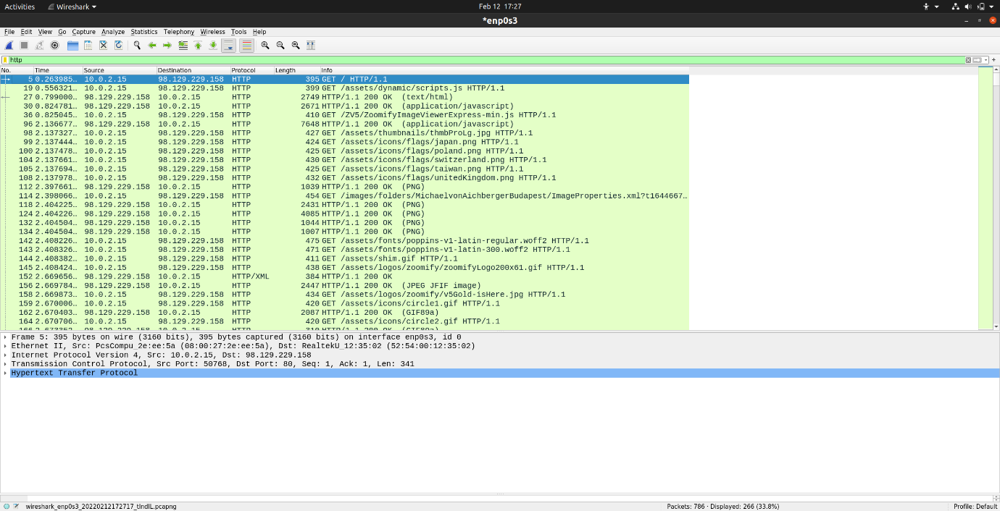 Activities Wireshark Feb 12 17:27
*enp0s3
File Edit View Go Capture Analyze Statistics Telephony Wireless Tools Help
http +
No. Time Source Destination Protocol Length Info
5 0.263985… 10.0.2.15 98.129.229.158 HTTP 395 GET / HTTP/1.1
19 0.556321… 10.0.2.15 98.129.229.158 HTTP 399 GET /assets/dynamic/scripts.js HTTP/1.1
27 0.799000… 98.129.229.158 10.0.2.15 HTTP 2749 HTTP/1.1 200 OK (text/html)
30 0.824781… 98.129.229.158 10.0.2.15 HTTP 2671 HTTP/1.1 200 OK (application/javascript)
36 0.825045… 10.0.2.15 98.129.229.158 HTTP 410 GET /ZV5/ZoomifyImageViewerExpress-min.js HTTP/1.1
96 2.136677… 98.129.229.158 10.0.2.15 HTTP 7648 HTTP/1.1 200 OK (application/javascript)
98 2.137327… 10.0.2.15 98.129.229.158 HTTP 427 GET /assets/thumbnails/thmbProLg.jpg HTTP/1.1
99 2.137444… 10.0.2.15 98.129.229.158 HTTP 424 GET /assets/icons/flags/japan.png HTTP/1.1
100 2.137478… 10.0.2.15 98.129.229.158 HTTP 425 GET /assets/icons/flags/poland.png HTTP/1.1
104 2.137661… 10.0.2.15 98.129.229.158 HTTP 430 GET /assets/icons/flags/switzerland.png HTTP/1.1
105 2.137694… 10.0.2.15 98.129.229.158 HTTP 425 GET /assets/icons/flags/taiwan.png HTTP/1.1
108 2.137978… 10.0.2.15 98.129.229.158 HTTP 432 GET /assets/icons/flags/unitedKingdom.png HTTP/1.1
112 2.397661… 98.129.229.158 10.0.2.15 HTTP 1039 HTTP/1.1 200 OK (PNG)
114 2.398066… 10.0.2.15 98.129.229.158 HTTP 454 GET /images/folders/MichaelvonAichbergerBudapest/ImageProperties.xml?t1644667…
118 2.404225… 98.129.229.158 10.0.2.15 HTTP 2431 HTTP/1.1 200 OK (PNG)
124 2.404226… 98.129.229.158 10.0.2.15 HTTP 4085 HTTP/1.1 200 OK (PNG)
132 2.404504… 98.129.229.158 10.0.2.15 HTTP 1044 HTTP/1.1 200 OK (PNG)
134 2.404504… 98.129.229.158 10.0.2.15 HTTP 1007 HTTP/1.1 200 OK (PNG)
142 2.408226… 10.0.2.15 98.129.229.158 HTTP 475 GET /assets/fonts/poppins-v1-latin-regular.woff2 HTTP/1.1
143 2.408326… 10.0.2.15 98.129.229.158 HTTP 471 GET /assets/fonts/poppins-v1-latin-300.woff2 HTTP/1.1
144 2.408382… 10.0.2.15 98.129.229.158 HTTP 411 GET /assets/shim.gif HTTP/1.1
145 2.408424… 10.0.2.15 98.129.229.158 HTTP 438 GET /assets/logos/zoomify/zoomifyLogo200x61.gif HTTP/1.1
152 2.669656… 98.129.229.158 10.0.2.15 HTTP/XML 384 HTTP/1.1 200 OK
156 2.669784… 98.129.229.158 10.0.2.15 HTTP 2447 HTTP/1.1 200 OK (JPEG JFIF image)
158 2.669873… 10.0.2.15 98.129.229.158 HTTP 434 GET /assets/logos/zoomify/v5Gold-isHere.jpg HTTP/1.1
159 2.670006… 10.0.2.15 98.129.229.158 HTTP 420 GET /assets/icons/circle1.gif HTTP/1.1
162 2.670403… 98.129.229.158 10.0.2.15 HTTP 2087 HTTP/1.1 200 OK (GIF89a)
164 2.670706… 10.0.2.15 98.129.229.158 HTTP 420 GET /assets/icons/circle2.gif HTTP/1.1
Frame 5: 395 bytes on wire (3160 bits), 395 bytes captured (3160 bits) on interface enp0s3, id 0
Ethernet II, Src: PcsCompu_2e:ee:5a (08:00:27:2e:ee:5a), Dst: RealtekU_12:35:02 (52:54:00:12:35:02)
Internet Protocol Version 4, Src: 10.0.2.15, Dst: 98.129.229.158
Transmission Control Protocol, Src Port: 50768, Dst Port: 80, Seq: 1, Ack: 1, Len: 341
Hypertext Transfer Protocol
wireshark_enp0s3_20220212172717_tIndIL.pcapng Packets: 786 · Displayed: 266 (33.8%) Profile: Default